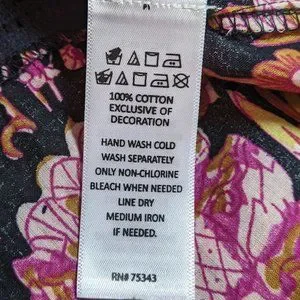 100% COTTON
EXCLUSIVE OF
DECORATION
HAND WASH COLD
WASH SEPARATELY
ONLY NON-CHLORINE
BLEACH WHEN NEEDED
LINE DRY
MEDIUM IRON
IF NEEDED.
RN# 75343